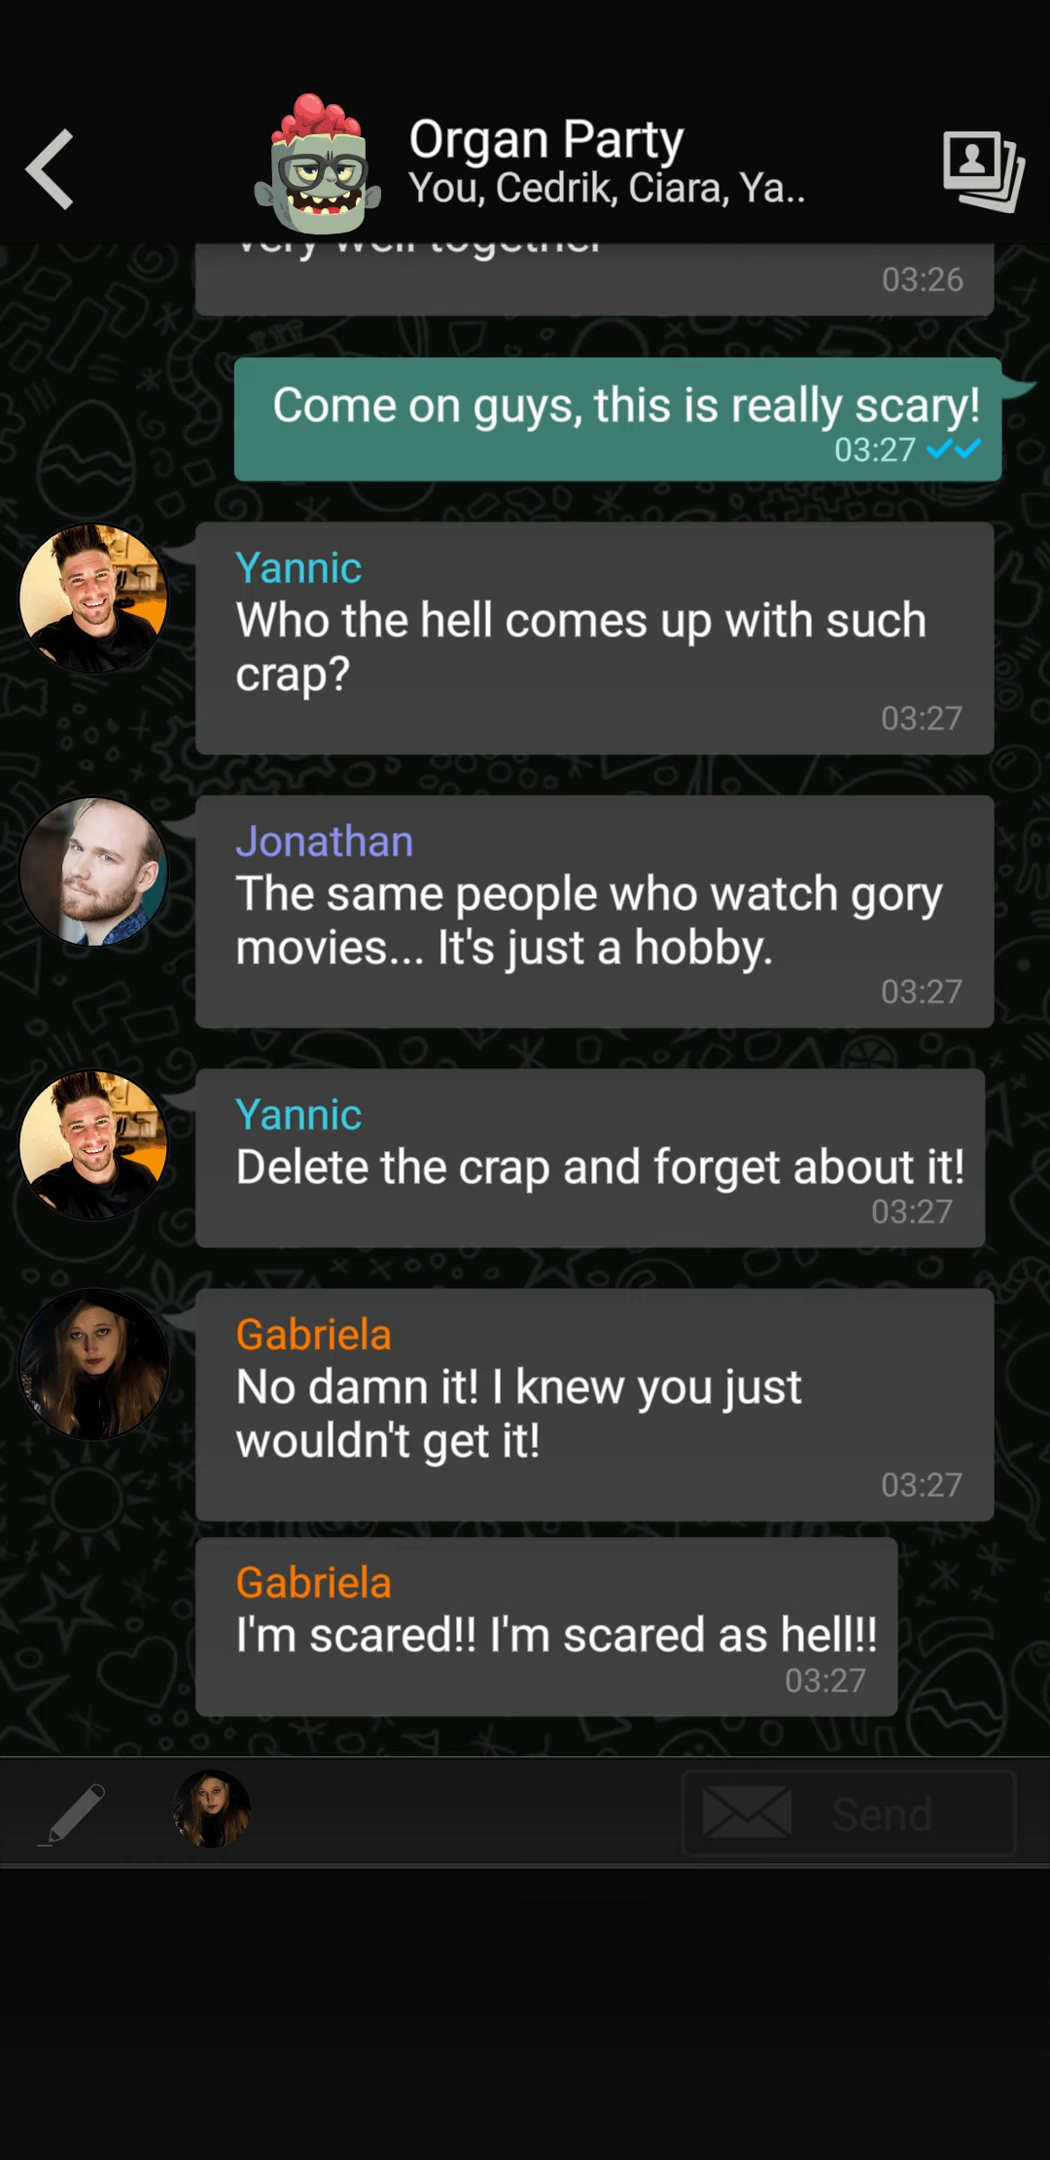 Organ Party
You, Cedrik, Ciara, Ya..
very well together
03:26
Come on guys, this is really scary!
03:27
Yannic
Who the hell comes up with such
crap?
03:27
Jonathan
The same people who watch gory
movies... It's just a hobby.
03:27
Yannic
Delete the crap and forget about it!
03:27
Gabriela
No damn it! I knew you just
wouldn't get it!
03:27
Gabriela
I'm scared!! I'm scared as hell!!
03:27
Send